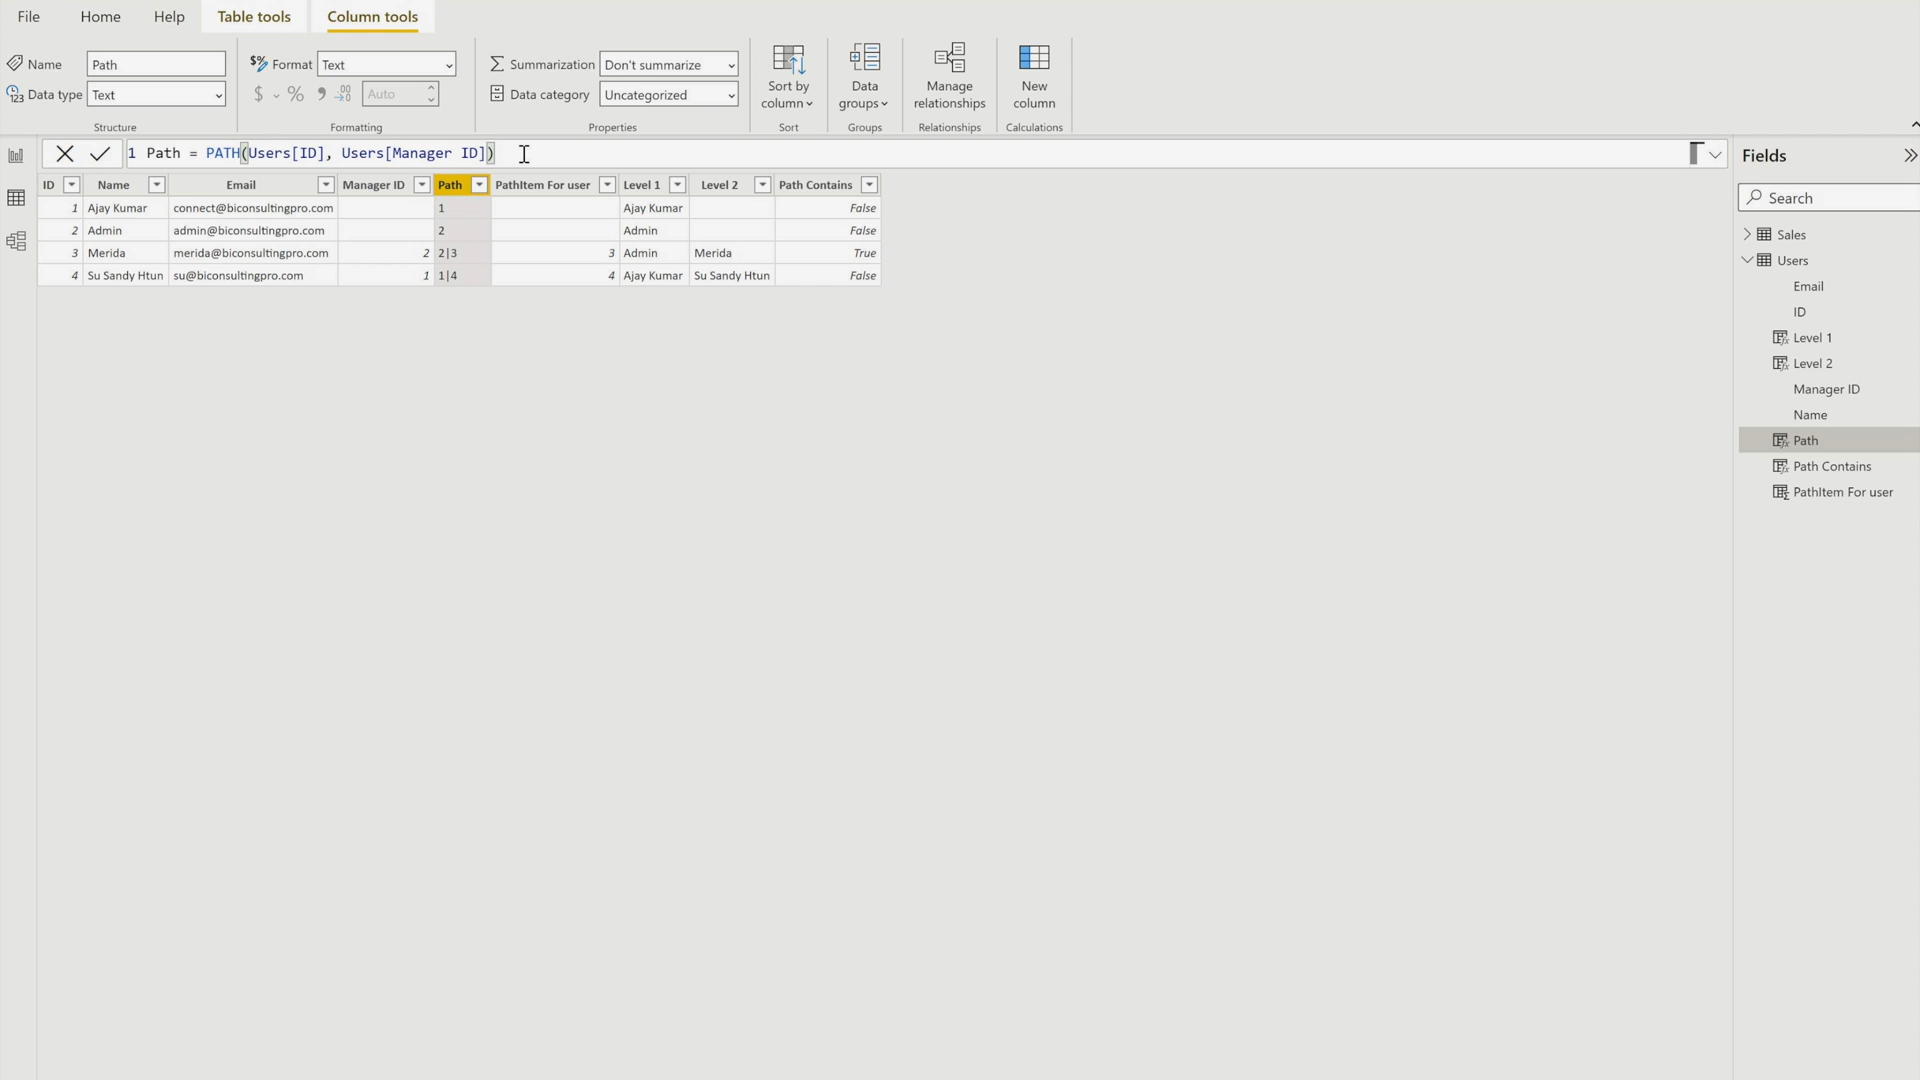 File Home Help Table tools Column tools
Name Path $% Format Text Summarization Don't summarize Sort by column Data groups Manage relationships New column
123 Data type Text $ % , .00 Auto Data category Uncategorized
Structure Formatting Properties Sort Groups Relationships Calculations
1 Path = PATH(Users[ID], Users[Manager ID])
ID Name Email Manager ID Path PathItem For user Level 1 Level 2 Path Contains
1 Ajay Kumar connect@biconsultingpro.com 1 Ajay Kumar False
2 Admin admin@biconsultingpro.com 2 Admin False
3 Merida merida@biconsultingpro.com 2 2|3 3 Admin Merida True
4 Su Sandy Htun su@biconsultingpro.com 1 1|4 4 Ajay Kumar Su Sandy Htun False
Fields
Search
Sales
Users
Email
ID
Level 1
Level 2
Manager ID
Name
Path
Path Contains
PathItem For user